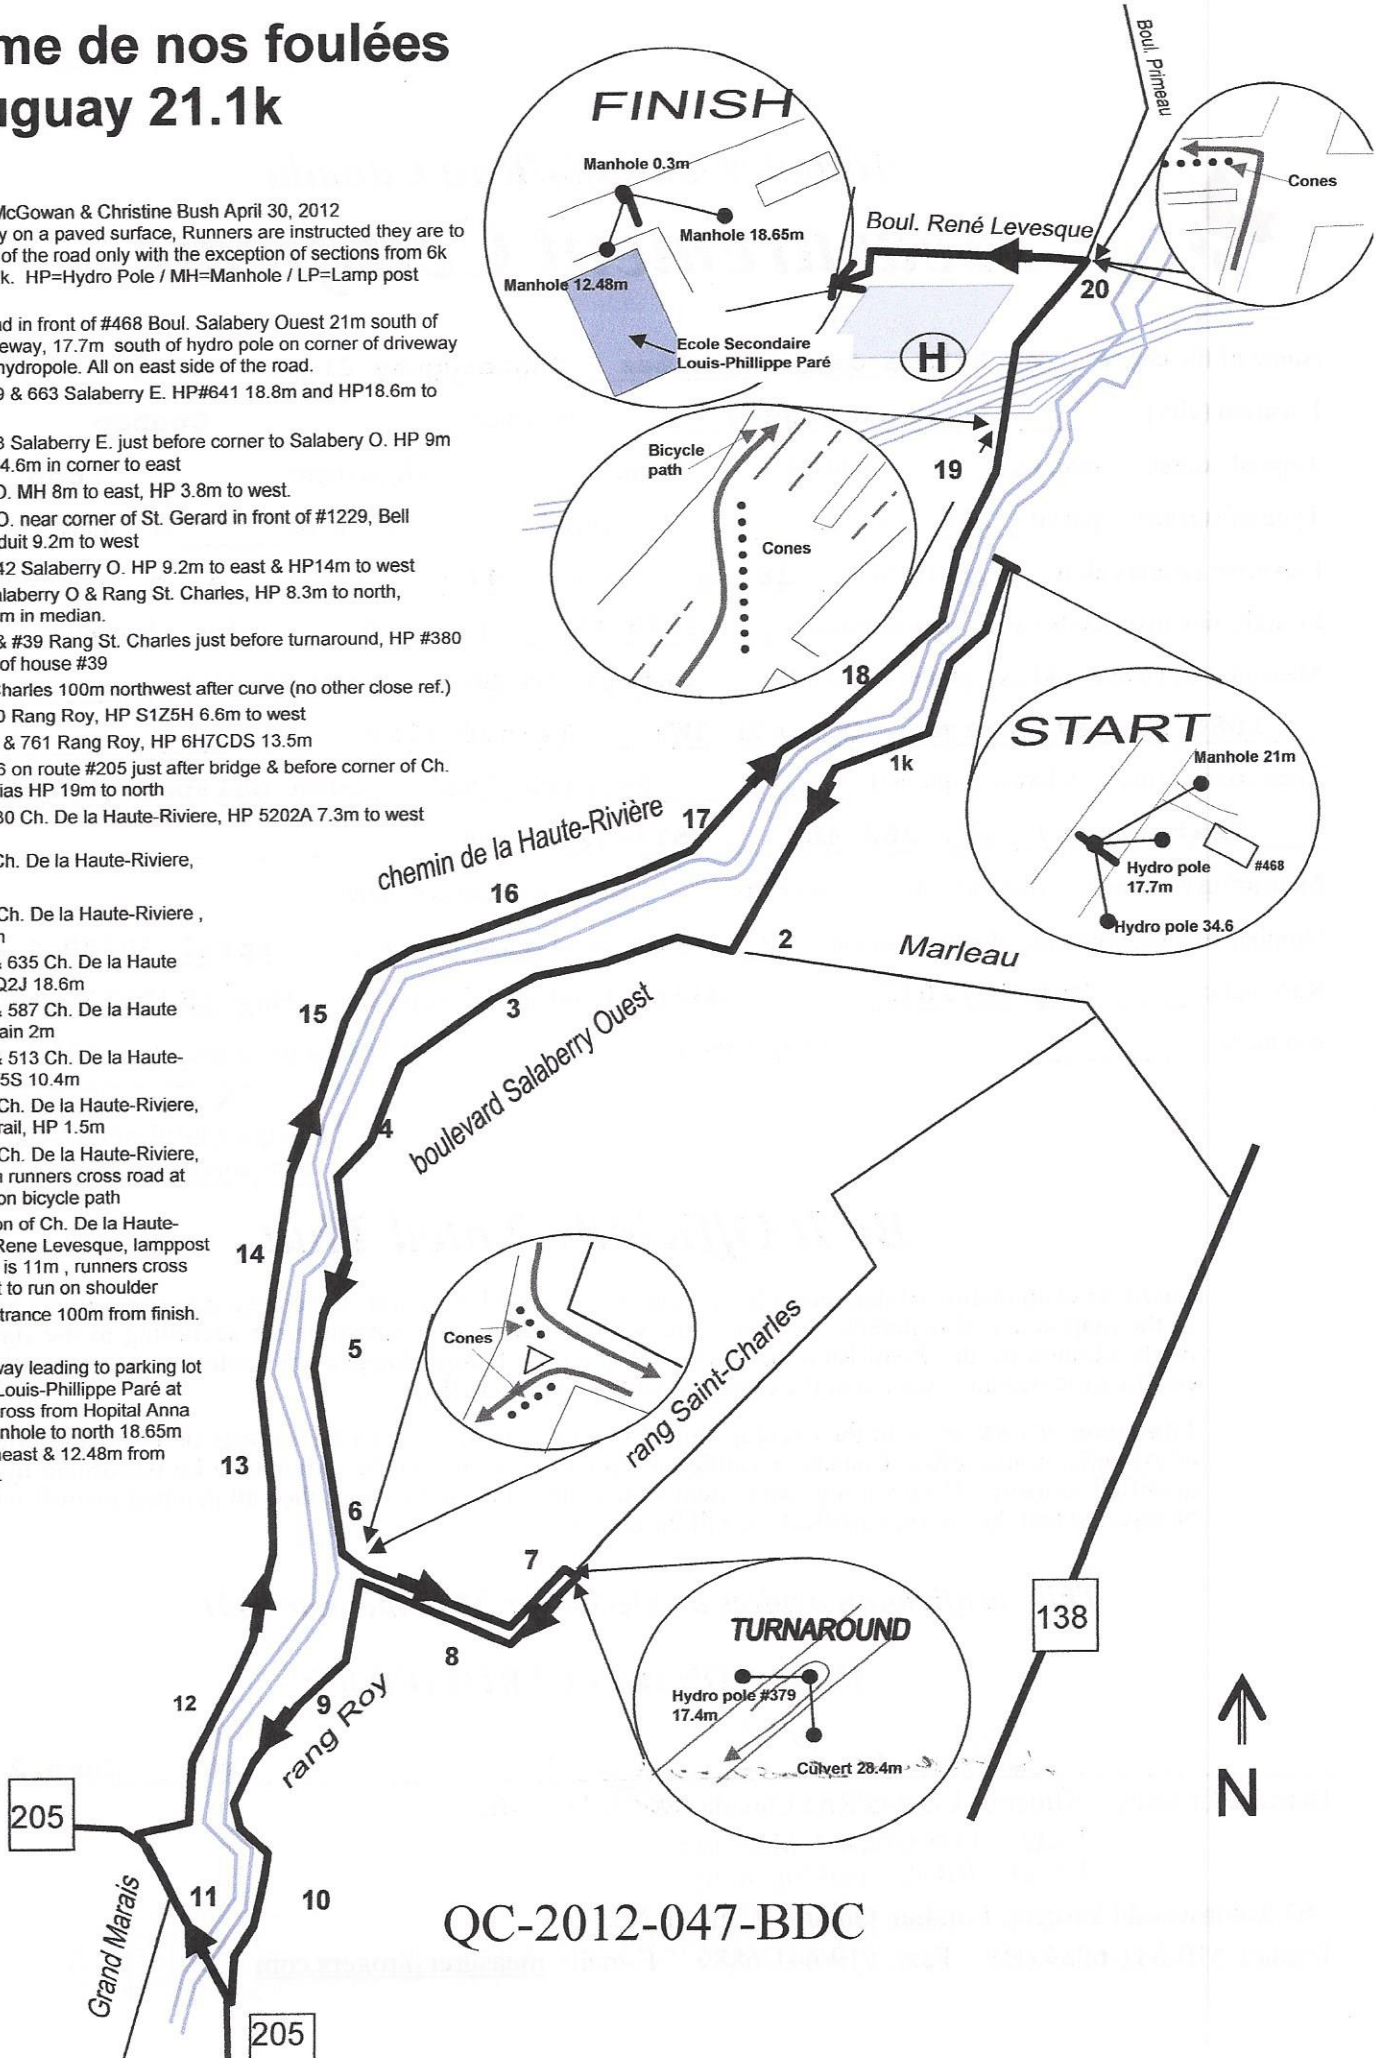 me de nos foulées
uguay 21.1k
McGowan & Christine Bush April 30, 2012
y on a paved surface, Runners are instructed they are to
of the road only with the exception of sections from 6k
k. HP=Hydro Pole / MH=Manhole / LP=Lamp post
d in front of #468 Boul. Salabery Ouest 21m south of
eway, 17.7m south of hydro pole on corner of driveway
hydropole. All on east side of the road.
9 & 663 Salaberry E. HP#641 18.8m and HP18.6m to
3 Salaberry E. just before corner to Salabery O. HP 9m
4.6m in corner to east
O. MH 8m to east, HP 3.8m to west.
O. near corner of St. Gerard in front of #1229, Bell
duit 9.2m to west
42 Salaberry O. HP 9.2m to east & HP14m to west
alaberry O & Rang St. Charles, HP 8.3m to north,
m in median.
& #39 Rang St. Charles just before turnaround, HP #380
of house #39
Charles 100m northwest after curve (no other close ref.)
0 Rang Roy, HP S1Z5H 6.6m to west
& 761 Rang Roy, HP 6H7CDS 13.5m
6 on route #205 just after bridge & before corner of Ch.
ias HP 19m to north
30 Ch. De la Haute-Rivière, HP 5202A 7.3m to west
Ch. De la Haute-Riviere,
Ch. De la Haute-Riviere ,
n
& 635 Ch. De la Haute
Q2J 18.6m
& 587 Ch. De la Haute
ain 2m
& 513 Ch. De la Haute-
5S 10.4m
Ch. De la Haute-Riviere,
rail, HP 1.5m
Ch. De la Haute-Riviere,
n runners cross road at
on bicycle path
on of Ch. De la Haute-
Rene Levesque, lamppost
is 11m , runners cross
t to run on shoulder
ntrance 100m from finish.
way leading to parking lot
Louis-Phillippe Paré at
ross from Hopital Anna
nhole to north 18.65m
neast & 12.48m from
FINISH
Manhole 0.3m
Manhole 18.65m
Manhole 12.48m
Ecole Secondaire
Louis-Phillippe Paré
Boul. Primeau
Cones
Boul. René Levesque
20
H
19
Bicycle
path
Cones
18
1k
START
Manhole 21m
Hydro pole
17.7m
#468
Hydro pole 34.6
17
chemin de la Haute-Rivière
16
2
Marleau
15
3
boulevard Salaberry Ouest
4
14
5
Cones
rang Saint-Charles
13
6
7
8
TURNAROUND
Hydro pole #379
17.4m
Culvert 28.4m
138
12
9
rang Roy
N
205
11
10
Grand Marais
QC-2012-047-BDC
205